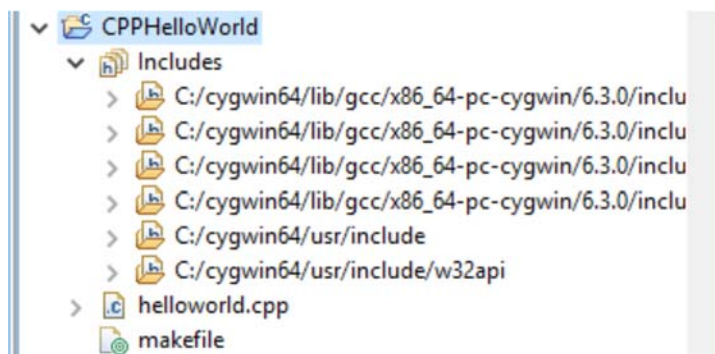 CPPHelloWorld
Includes
C:/cygwin64/lib/gcc/x86_64-pc-cygwin/6.3.0/inclu
C:/cygwin64/lib/gcc/x86_64-pc-cygwin/6.3.0/inclu
C:/cygwin64/lib/gcc/x86_64-pc-cygwin/6.3.0/inclu
C:/cygwin64/lib/gcc/x86_64-pc-cygwin/6.3.0/inclu
C:/cygwin64/usr/include
C:/cygwin64/usr/include/w32api
helloworld.cpp
makefile